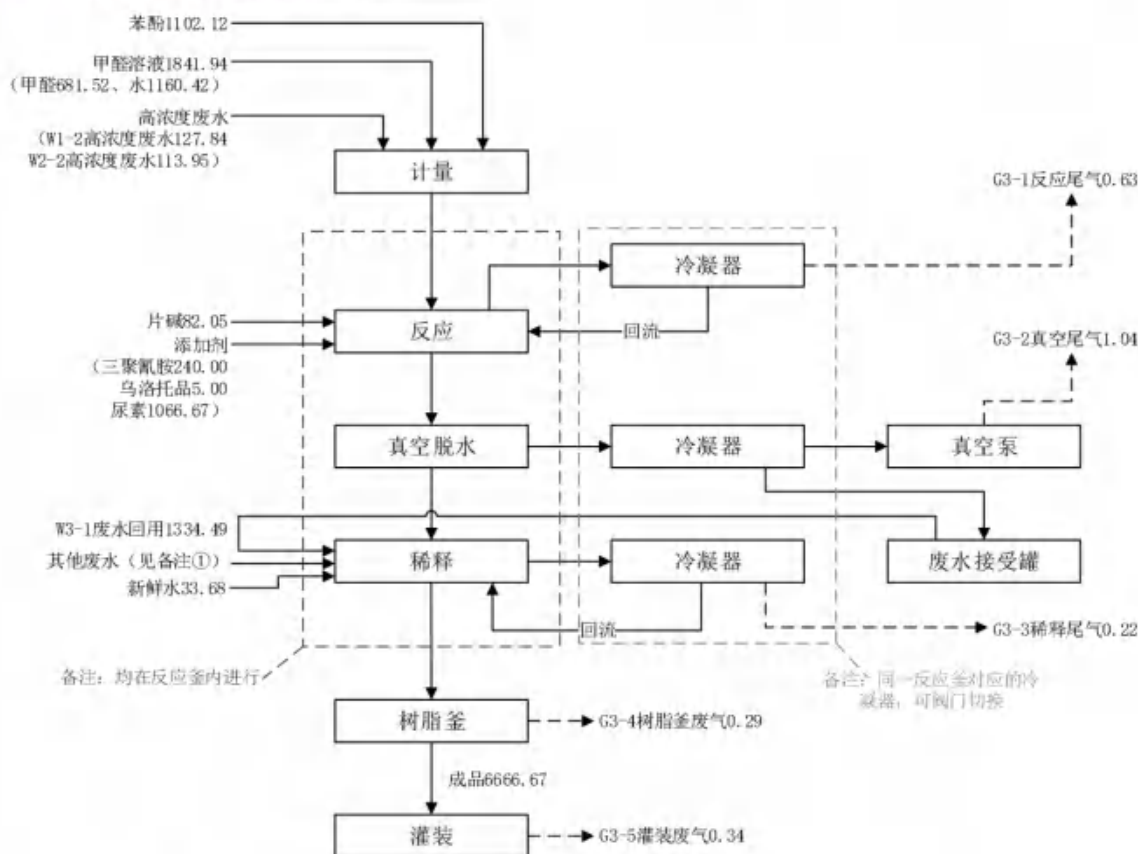 苯酚1102.12
甲醛溶液1841.94
（甲醛681.52、水1160.42）
高浓度废水
（W1-2高浓度废水127.84
W2-2高浓度废水113.95）
计量
G3-1反应尾气0.63
冷凝器
片碱82.05
添加剂
（三聚氰胺240.00
乌洛托品5.00
尿素1066.67）
反应
回流
G3-2真空尾气1.04
真空脱水
冷凝器
真空泵
W3-1废水回用1334.49
其他废水（见备注①）
新鲜水33.68
稀释
冷凝器
废水接受罐
回流
G3-3稀释尾气0.22
备注：均在反应釜内进行
备注：同一反应釜对应的冷
凝器，可阀门切换
树脂釜
G3-4树脂釜废气0.29
成品6666.67
灌装
G3-5灌装废气0.34